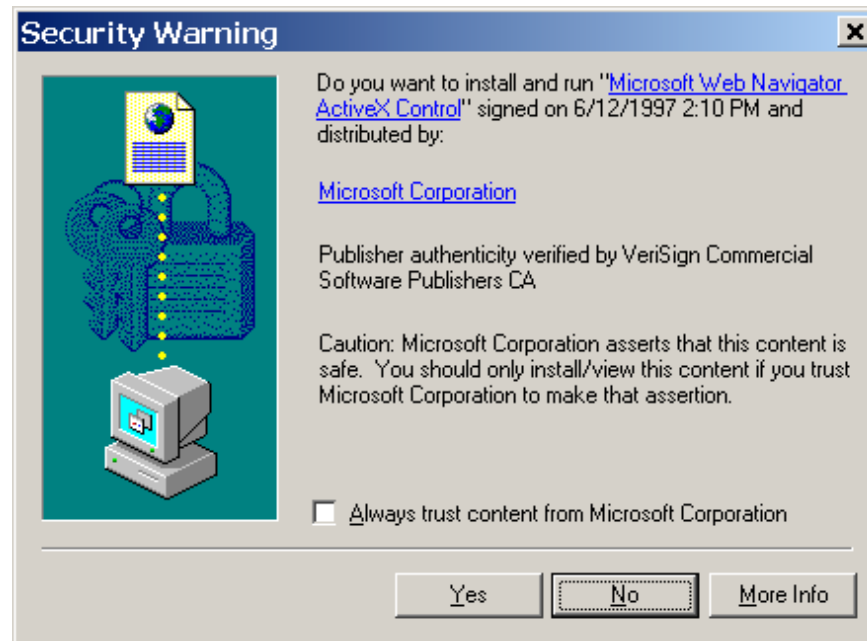 Security Warning
Do you want to install and run "Microsoft Web Navigator
ActiveX Control" signed on 6/12/1997 2:10 PM and
distributed by:
Microsoft Corporation
Publisher authenticity verified by VeriSign Commercial
Software Publishers CA
Caution: Microsoft Corporation asserts that this content is
safe.  You should only install/view this content if you trust
Microsoft Corporation to make that assertion.
Always trust content from Microsoft Corporation
Yes No More Info